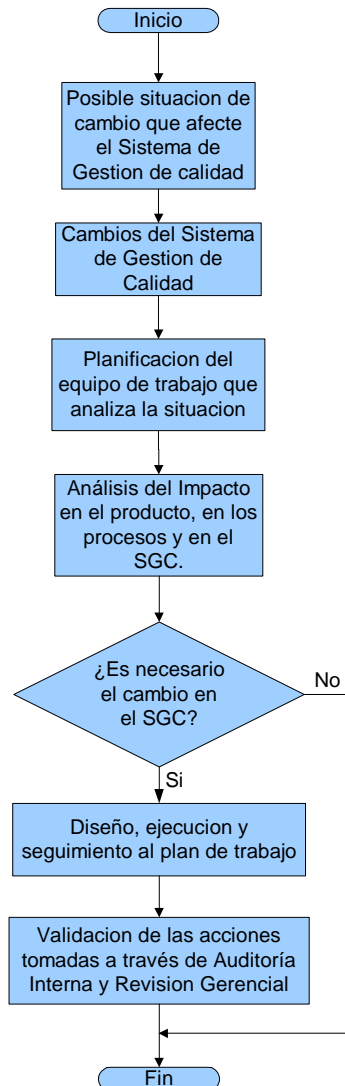 Inicio
Posible situacion de
cambio que afecte
el Sistema de
Gestion de calidad
Cambios del Sistema
de Gestion de
Calidad
Planificacion del
equipo de trabajo que
analiza la situacion
Análisis del Impacto
en el producto, en los
procesos y en el
SGC.
¿Es necesario
el cambio en
el SGC?
No
Si
Diseño, ejecucion y
seguimiento al plan de trabajo
Validacion de las acciones
tomadas a través de Auditoría
Interna y Revision Gerencial
Fin